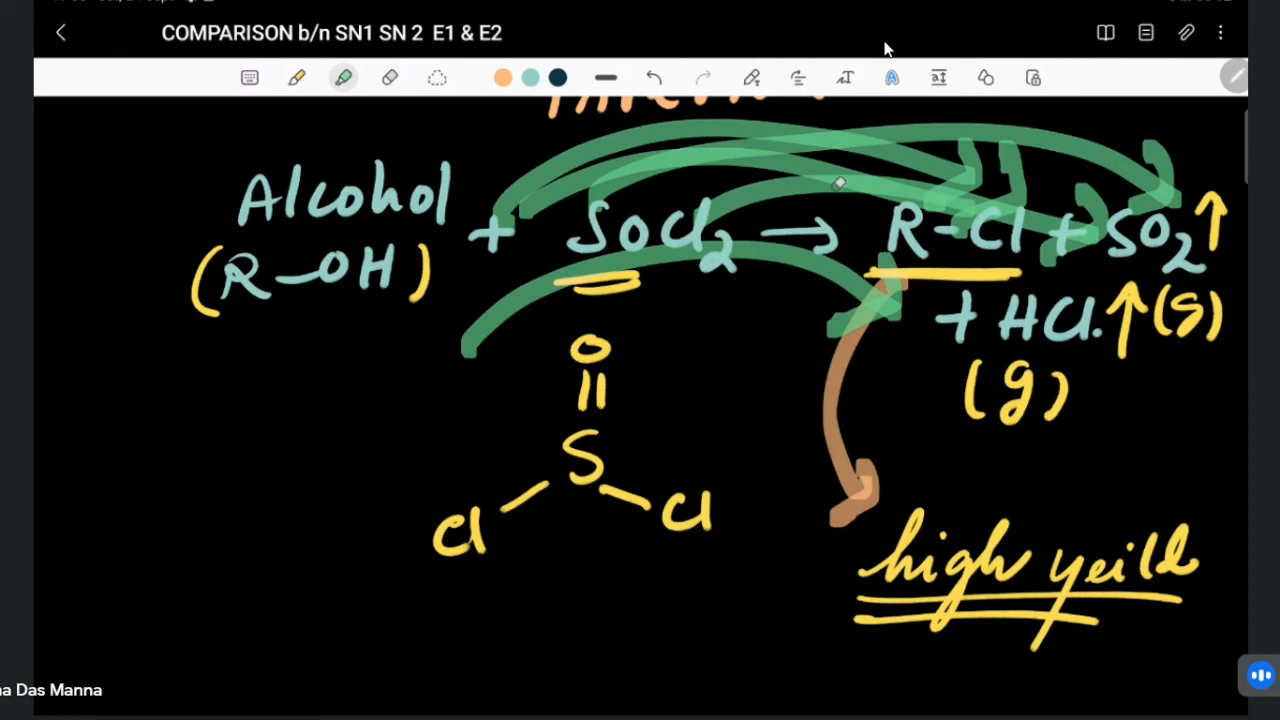 COMPARISON b/n SN1 SN 2 E1 & E2
Alcohol
(R-OH) + SoCl2 → R-Cl + SO2 ↑
+ HCl. ↑ (g)
(g)
O
||
S
Cl Cl
high yeild
a Das Manna